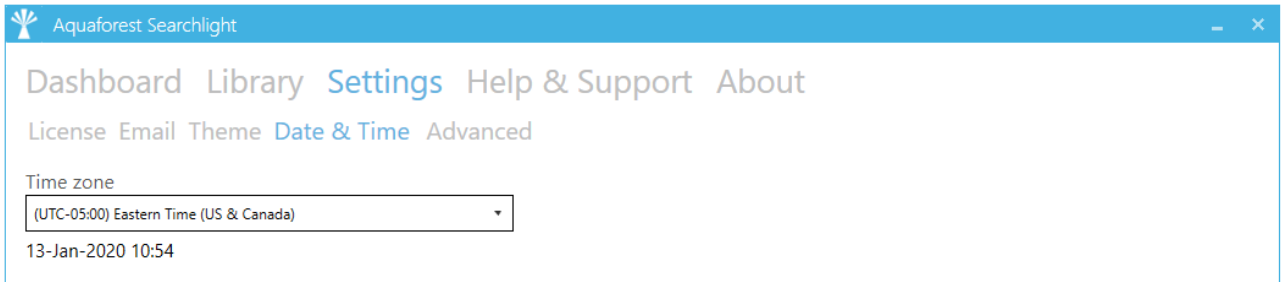 Aquaforest Searchlight
Dashboard Library Settings Help & Support About
License Email Theme Date & Time Advanced
Time zone
(UTC-05:00) Eastern Time (US & Canada)
13-Jan-2020 10:54